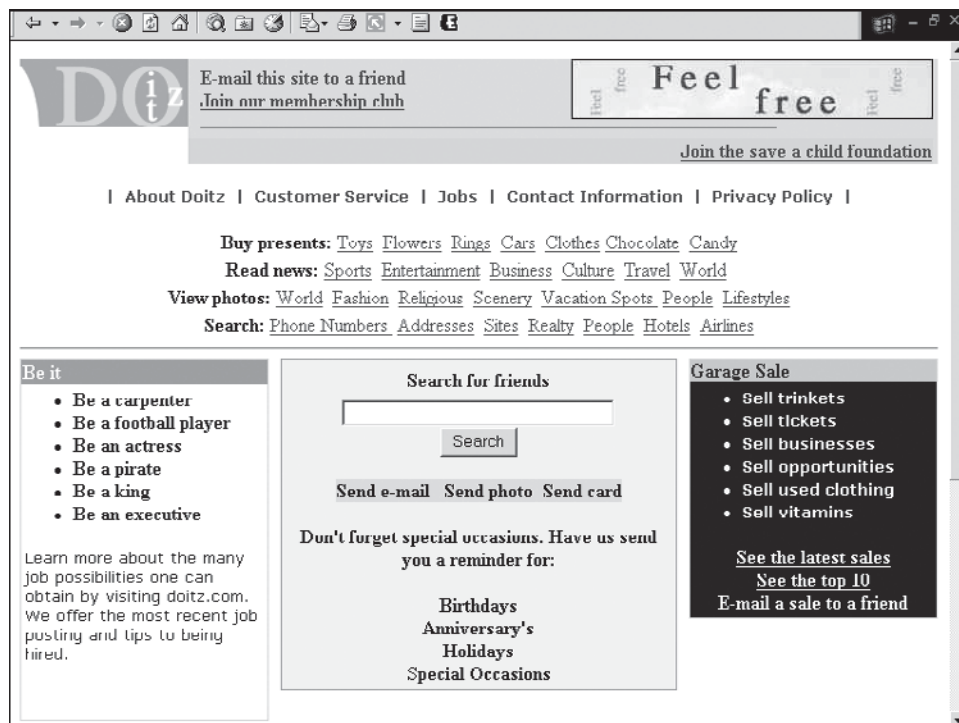 DOitz
E-mail this site to a friend
Join our membership club
Feel
free
Feel
free
Feel
free
Join the save a child foundation
| About Doitz | Customer Service | Jobs | Contact Information | Privacy Policy |
Buy presents: Toys Flowers Rings Cars Clothes Chocolate Candy
Read news: Sports Entertainment Business Culture Travel World
View photos: World Fashion Religious Scenery Vacation Spots People Lifestyles
Search: Phone Numbers Addresses Sites Realty People Hotels Airlines
Be it
• Be a carpenter
• Be a football player
• Be an actress
• Be a pirate
• Be a king
• Be an executive
Learn more about the many
job possibilities one can
obtain by visiting doitz.com.
We offer the most recent job
posting and tips to being
hired.
Search for friends
Search
Send e-mail Send photo Send card
Don't forget special occasions. Have us send
you a reminder for:
Birthdays
Anniversary's
Holidays
Special Occasions
Garage Sale
• Sell trinkets
• Sell tickets
• Sell businesses
• Sell opportunities
• Sell used clothing
• Sell vitamins
See the latest sales
See the top 10
E-mail a sale to a friend